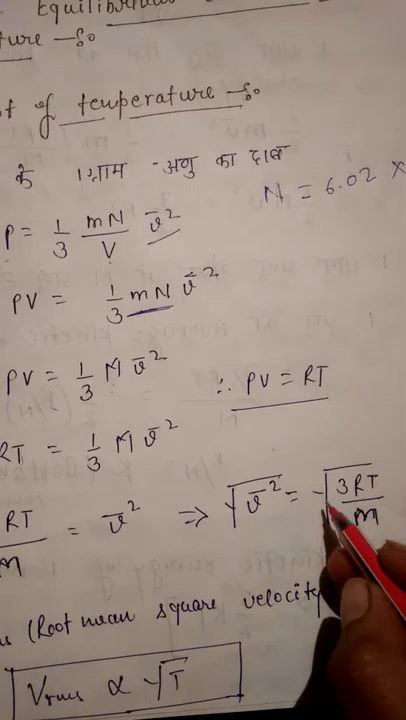 Equilibrium
ture :-
of temperature :-
के 1 ग्राम - अणु का दाब
N = 6.02 ×
P = 1/3 mN/V v̄²
PV = 1/3 mN v̄²
PV = 1/3 M v̄²
∴ PV = RT
RT = 1/3 M v̄²
RT/M = v̄² ⇒ √v̄² = √3RT/M
(Root mean square velocity
Vrms ∝ √T